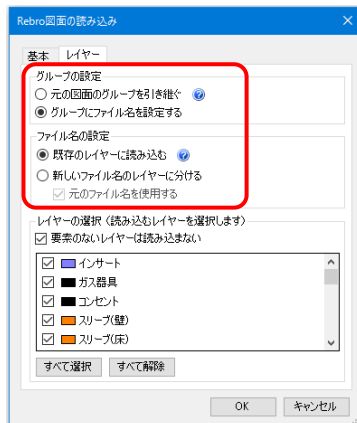 Rebro図面の読み込み
基本 レイヤー
グループの設定
元の図面のグループを引き継ぐ
グループにファイル名を設定する
ファイル名の設定
既存のレイヤーに読み込む
新しいファイル名のレイヤーに分ける
元のファイル名を使用する
レイヤーの選択（読み込むレイヤーを選択します）
要素のないレイヤーは読み込まない
インサート
ガス器具
コンセント
スリーブ(壁)
スリーブ(床)
すべて選択 すべて解除
OK キャンセル